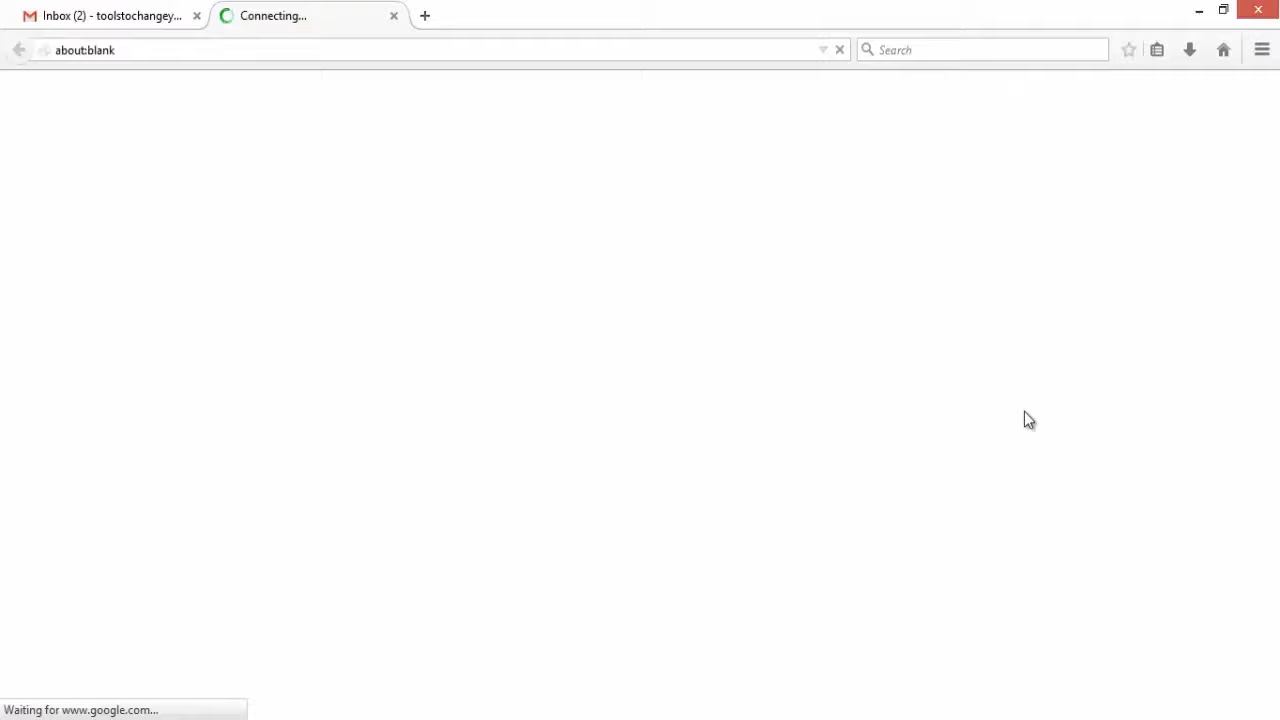 Inbox (2) - toolstochangey...
Connecting...
about:blank
Search
Waiting for www.google.com...